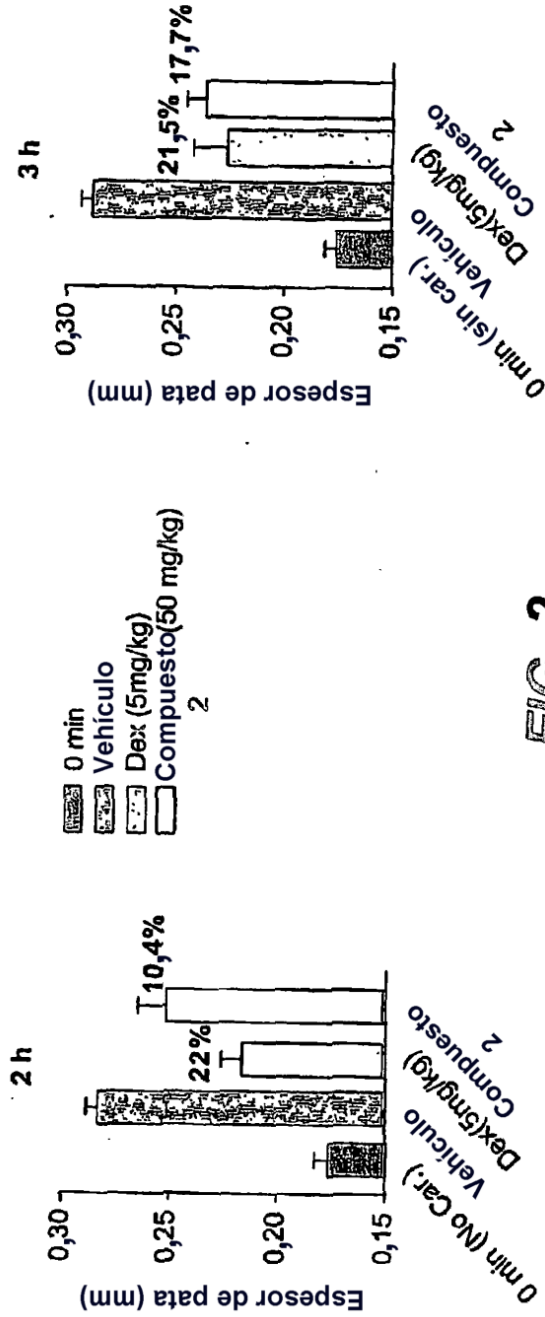 2 h
Espesor de pata (mm)
0,30
0,25
0,20
0,15
22%
10,4%
0 min (No Car.)
Vehículo
Dex(5mg/kg)
Compuesto
2
0 min
Vehículo
Dex (5mg/kg)
Compuesto(50 mg/kg)
2
3 h
Espesor de pata (mm)
0,30
0,25
0,20
0,15
21,5%
17,7%
0 min (sin car.)
Vehículo
Dex(5mg/kg)
Compuesto
2
FIG. 2